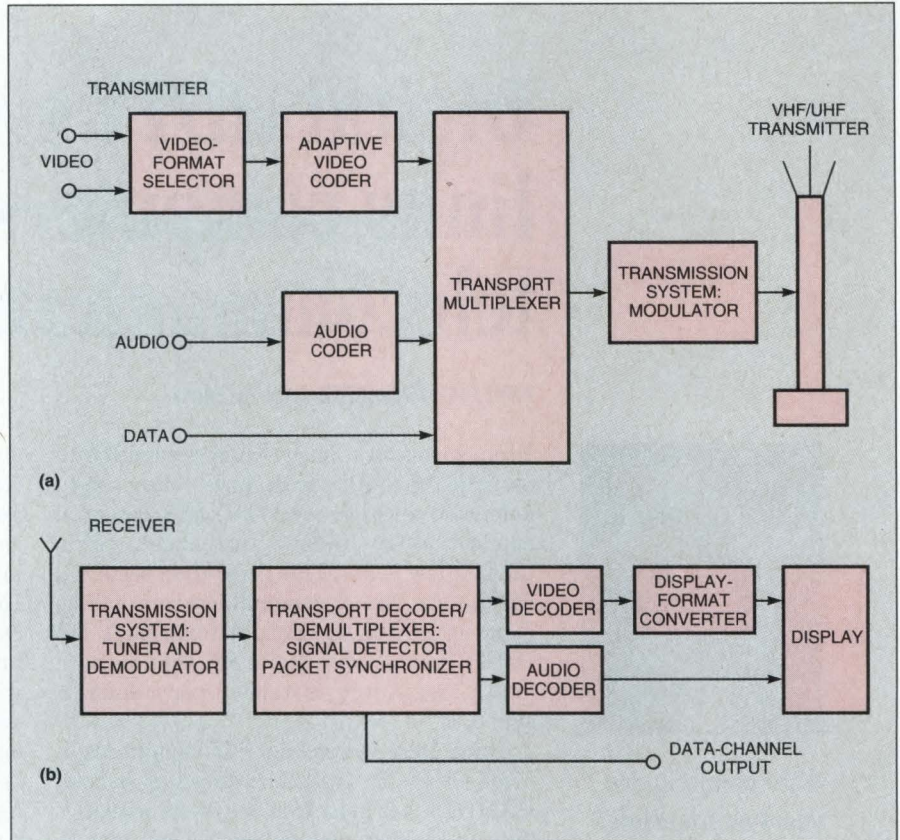 TRANSMITTER
VIDEO
VIDEO-
FORMAT
SELECTOR
ADAPTIVE
VIDEO
CODER
AUDIO
AUDIO
CODER
DATA
TRANSPORT
MULTIPLEXER
TRANSMISSION
SYSTEM:
MODULATOR
VHF/UHF
TRANSMITTER
(a)
RECEIVER
TRANSMISSION
SYSTEM:
TUNER AND
DEMODULATOR
TRANSPORT DECODER/
DEMULTIPLEXER:
SIGNAL DETECTOR
PACKET SYNCHRONIZER
VIDEO
DECODER
DISPLAY-
FORMAT
CONVERTER
AUDIO
DECODER
DISPLAY
DATA-CHANNEL
OUTPUT
(b)